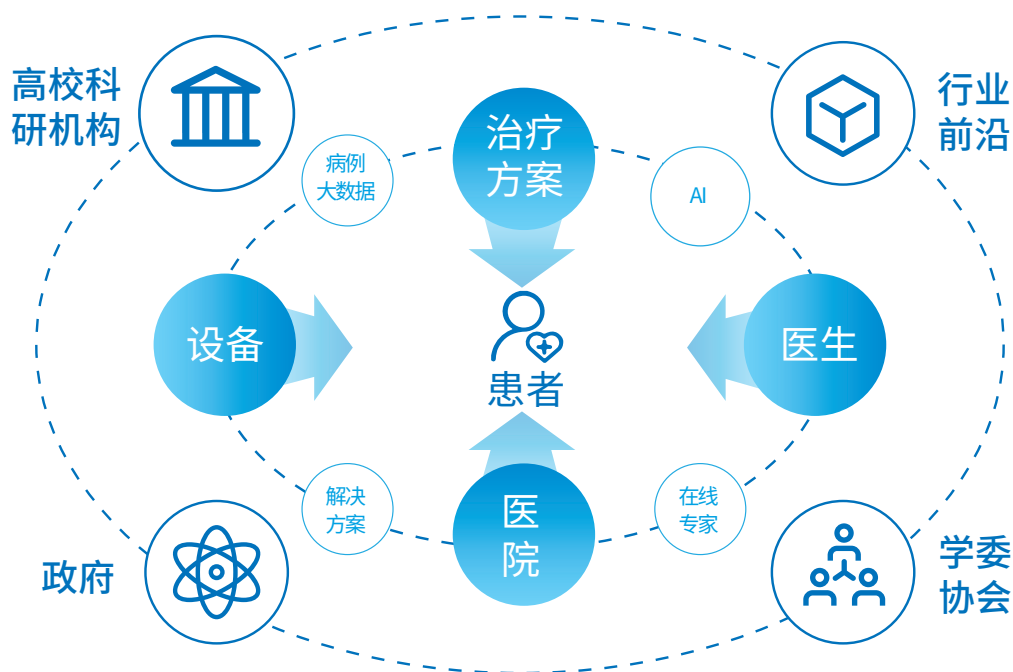 高校科
研机构
行业
前沿
治疗
方案
病例
大数据
AI
设备
医生
患者
解决
方案
医
院
在线
专家
政府
学委
协会